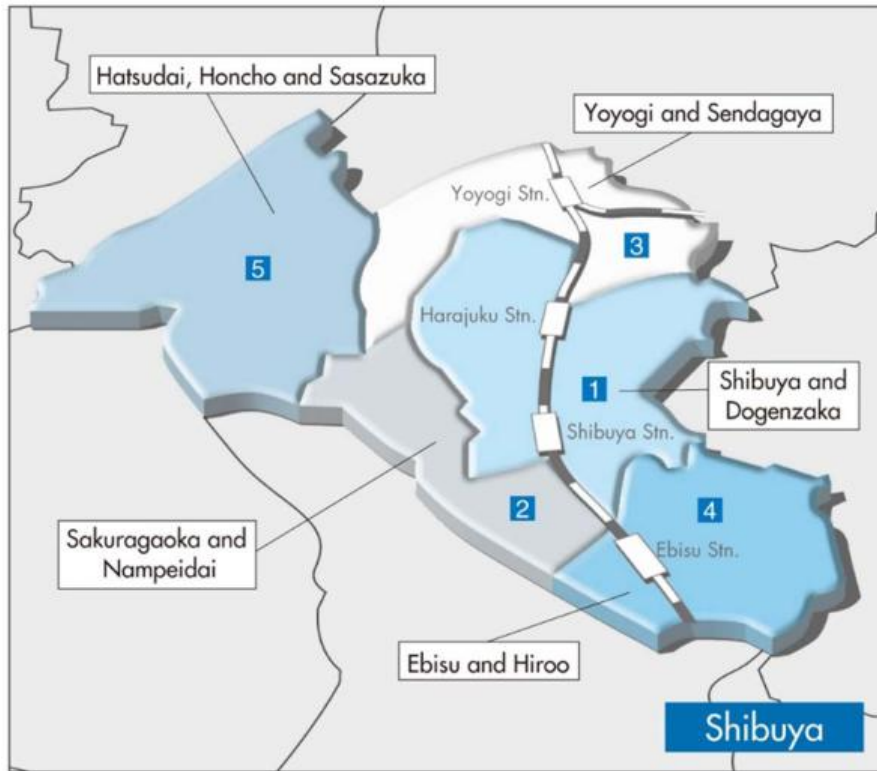 Hatsudai, Honcho and Sasazuka
Yoyogi and Sendagaya
Yoyogi Stn.
3
5
Harajuku Stn.
1
Shibuya and
Dogenzaka
Shibuya Stn.
2
4
Sakuragaoka and
Nampeidai
Ebisu Stn.
Ebisu and Hiroo
Shibuya